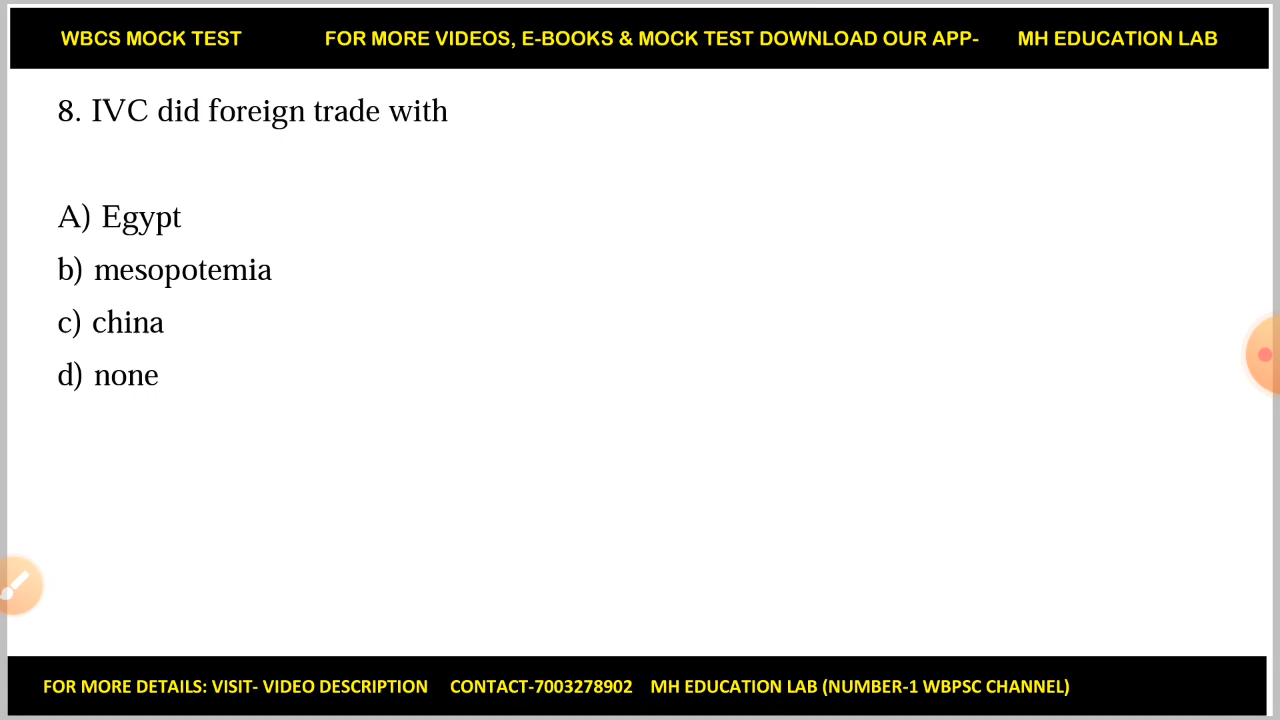 WBCS MOCK TEST FOR MORE VIDEOS, E-BOOKS & MOCK TEST DOWNLOAD OUR APP- MH EDUCATION LAB
8. IVC did foreign trade with
A) Egypt
b) mesopotemia
c) china
d) none
FOR MORE DETAILS: VISIT- VIDEO DESCRIPTION CONTACT-7003278902 MH EDUCATION LAB (NUMBER-1 WBPSC CHANNEL)